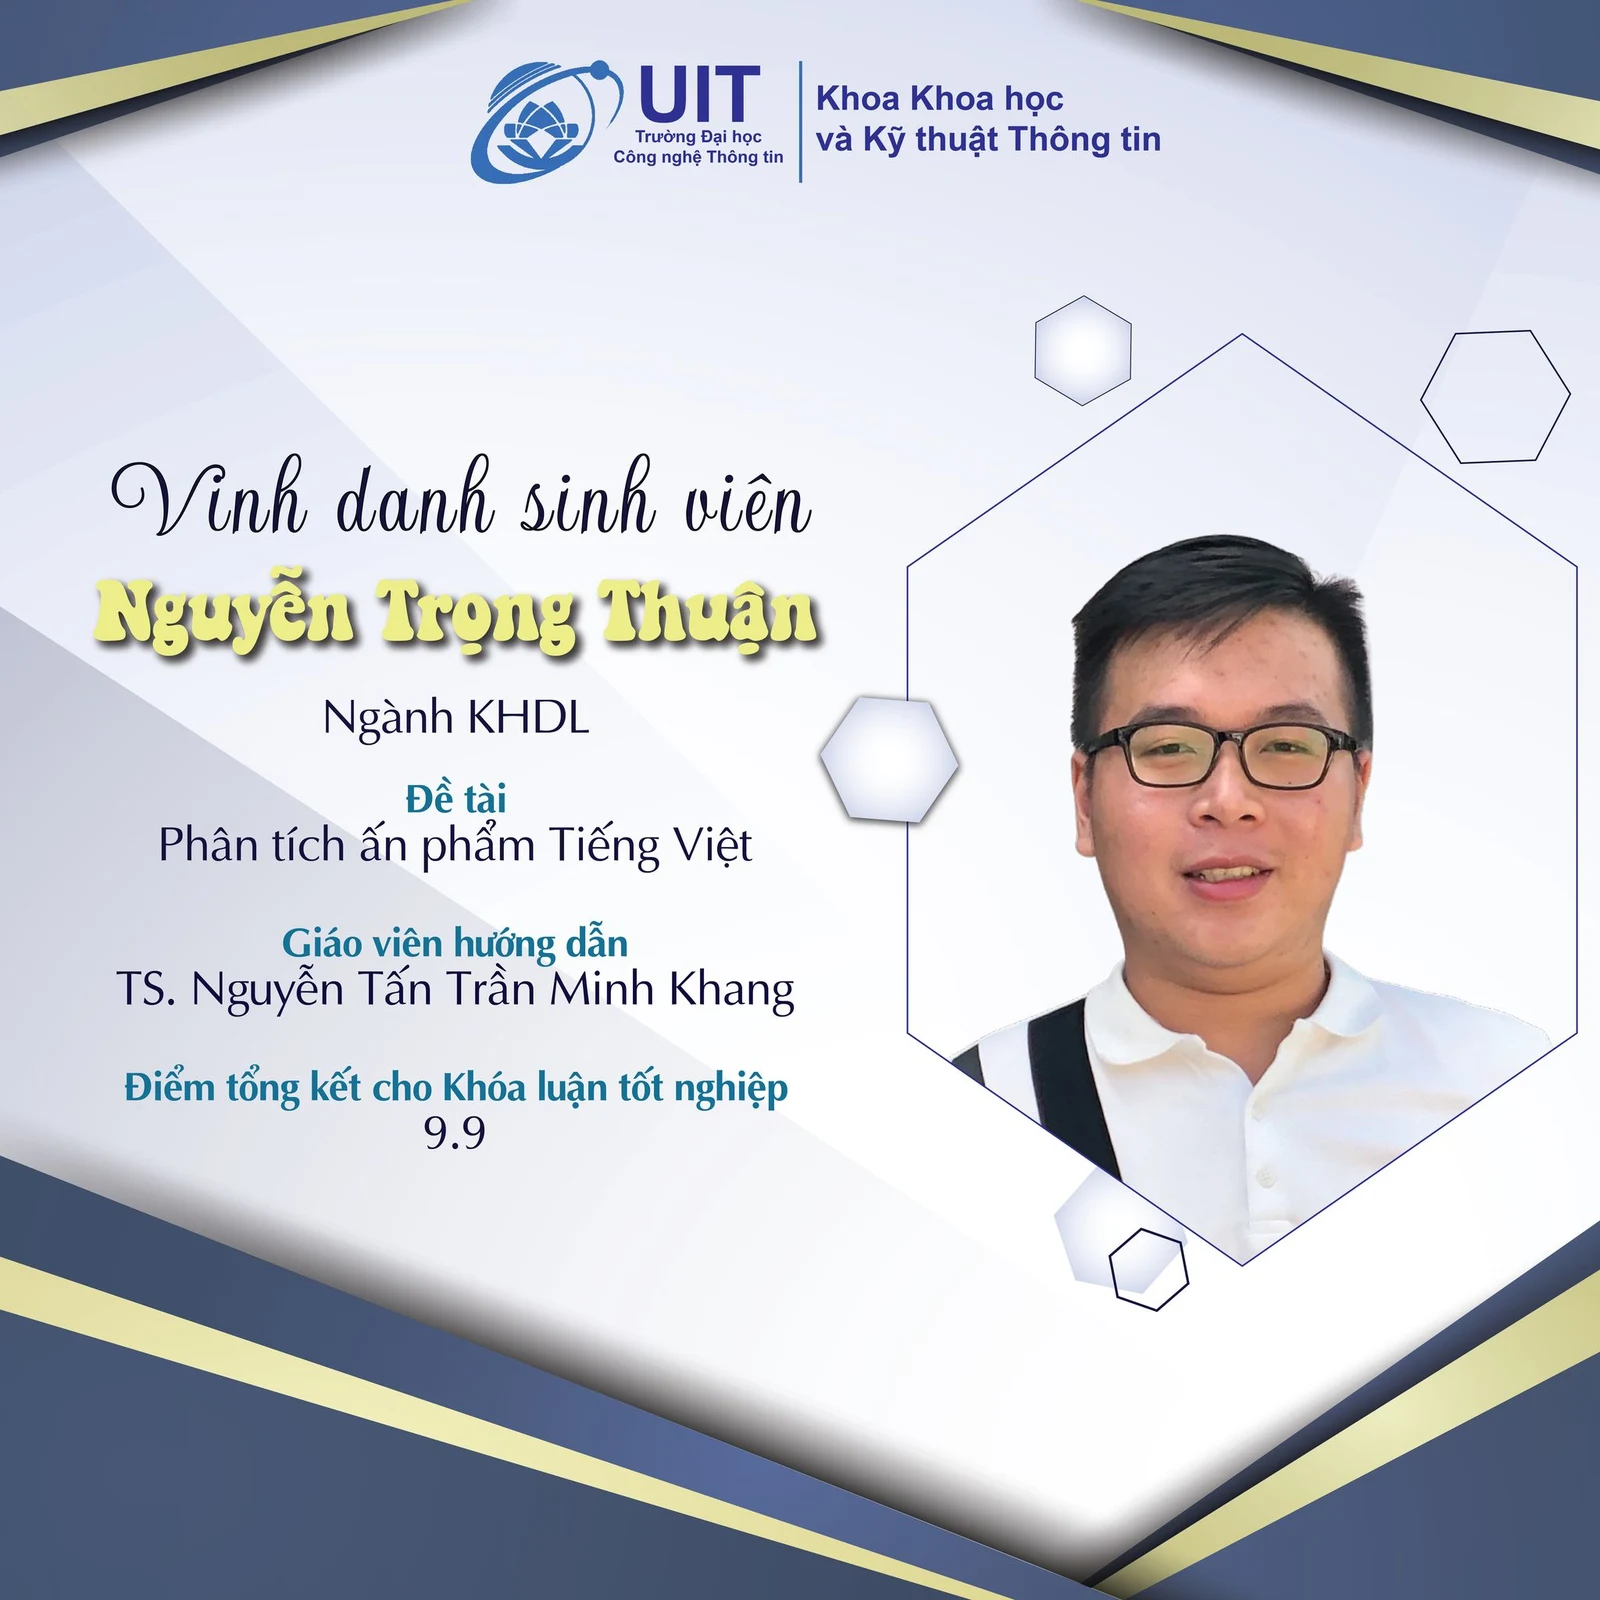 UIT
Trường Đại học
Công nghệ Thông tin
Khoa Khoa học
và Kỹ thuật Thông tin
Vinh danh sinh viên
Nguyễn Trọng Thuận
Ngành KHDL
Đề tài
Phân tích ấn phẩm Tiếng Việt
Giáo viên hướng dẫn
TS. Nguyễn Tấn Trần Minh Khang
Điểm tổng kết cho Khóa luận tốt nghiệp
9.9